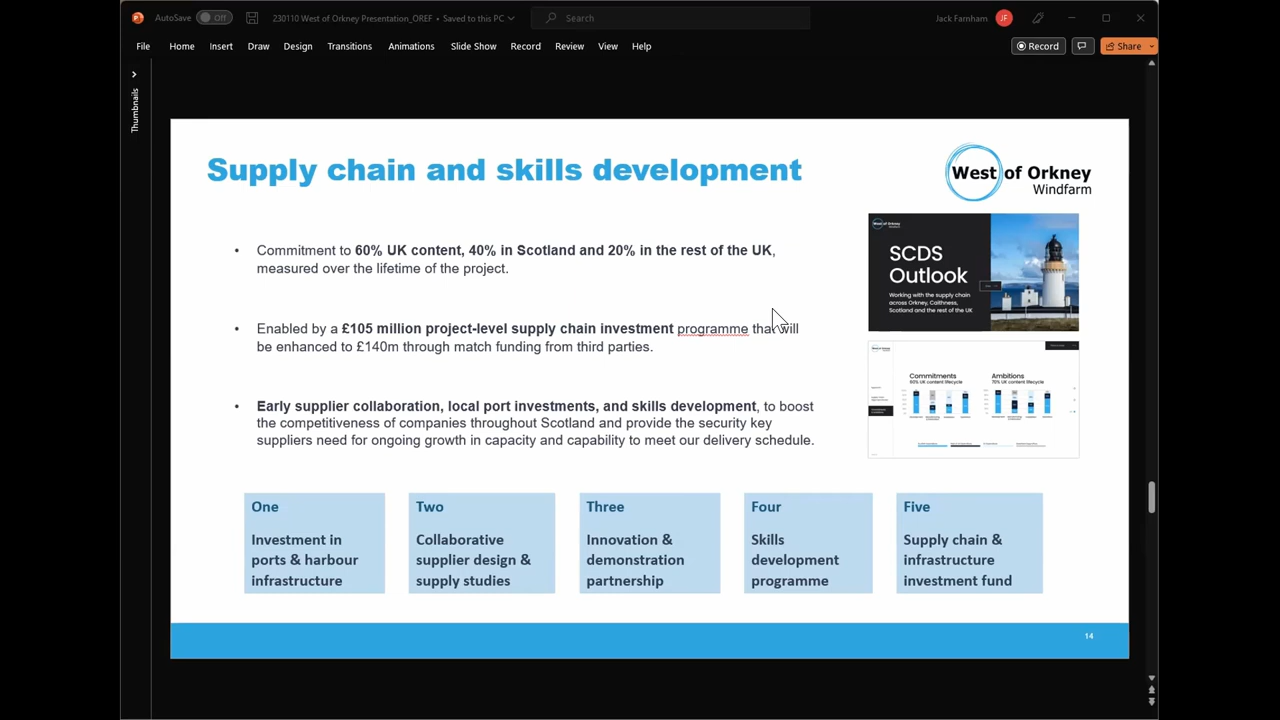 AutoSave
Off
230110 West of Orkney Presentation_OREF • Saved to this PC
Search
Jack Farnham
JF
File Home Insert Draw Design Transitions Animations Slide Show Record Review View Help
Record
Share
Thumbnails
Supply chain and skills development
West of Orkney
Windfarm
• Commitment to 60% UK content, 40% in Scotland and 20% in the rest of the UK,
measured over the lifetime of the project.
• Enabled by a £105 million project-level supply chain investment programme that will
be enhanced to £140m through match funding from third parties.
• Early supplier collaboration, local port investments, and skills development, to boost
the competitiveness of companies throughout Scotland and provide the security key
suppliers need for ongoing growth in capacity and capability to meet our delivery schedule.
West of Orkney
Windfarm
SCDS
Outlook
Working with the supply chain
across Orkney, Caithness,
Scotland and the rest of the UK
Commitments
60% UK content lifecycle
Ambitions
One
Investment in
ports & harbour
infrastructure
Two
Collaborative
supplier design &
supply studies
Three
Innovation &
demonstration
partnership
Four
Skills
development
programme
Five
Supply chain &
infrastructure
investment fund
14